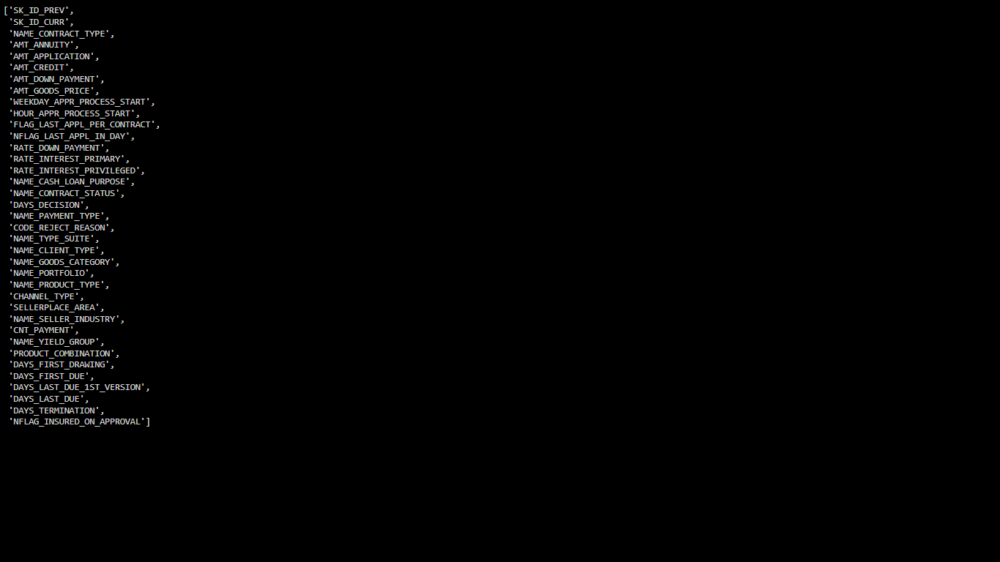 ['SK_ID_PREV',
'SK_ID_CURR',
'NAME_CONTRACT_TYPE',
'AMT_ANNUITY',
'AMT_APPLICATION',
'AMT_CREDIT',
'AMT_DOWN_PAYMENT',
'AMT_GOODS_PRICE',
'WEEKDAY_APPR_PROCESS_START',
'HOUR_APPR_PROCESS_START',
'FLAG_LAST_APPL_PER_CONTRACT',
'NFLAG_LAST_APPL_IN_DAY',
'RATE_DOWN_PAYMENT',
'RATE_INTEREST_PRIMARY',
'RATE_INTEREST_PRIVILEGED',
'NAME_CASH_LOAN_PURPOSE',
'NAME_CONTRACT_STATUS',
'DAYS_DECISION',
'NAME_PAYMENT_TYPE',
'CODE_REJECT_REASON',
'NAME_TYPE_SUITE',
'NAME_CLIENT_TYPE',
'NAME_GOODS_CATEGORY',
'NAME_PORTFOLIO',
'NAME_PRODUCT_TYPE',
'CHANNEL_TYPE',
'SELLERPLACE_AREA',
'NAME_SELLER_INDUSTRY',
'CNT_PAYMENT',
'NAME_YIELD_GROUP',
'PRODUCT_COMBINATION',
'DAYS_FIRST_DRAWING',
'DAYS_FIRST_DUE',
'DAYS_LAST_DUE_1ST_VERSION',
'DAYS_LAST_DUE',
'DAYS_TERMINATION',
'NFLAG_INSURED_ON_APPROVAL']